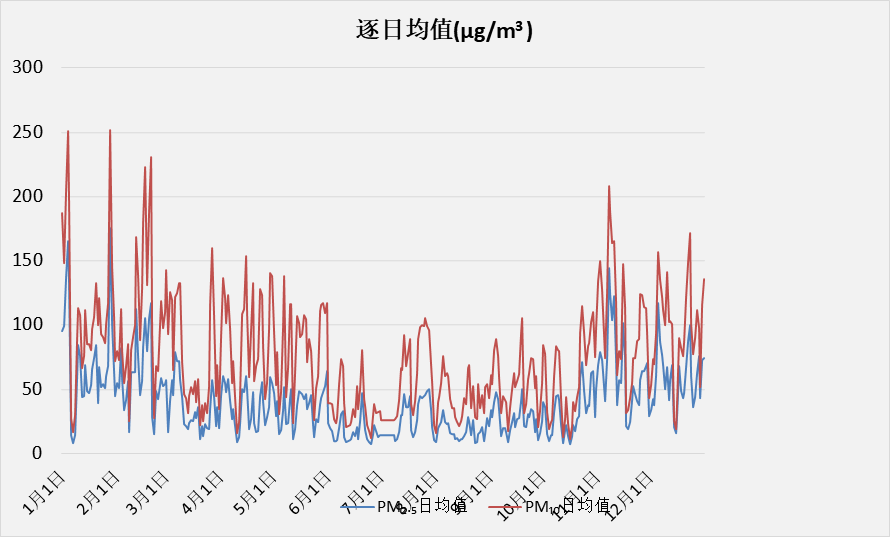 逐日均值(μg/m³)
300
250
200
150
100
50
0
1月1日
2月1日
3月1日
4月1日
5月1日
6月1日
7月1日
8月1日
9月1日
10月1日
11月1日
12月1日
PM₂.₅日均值
PM₁₀日均值